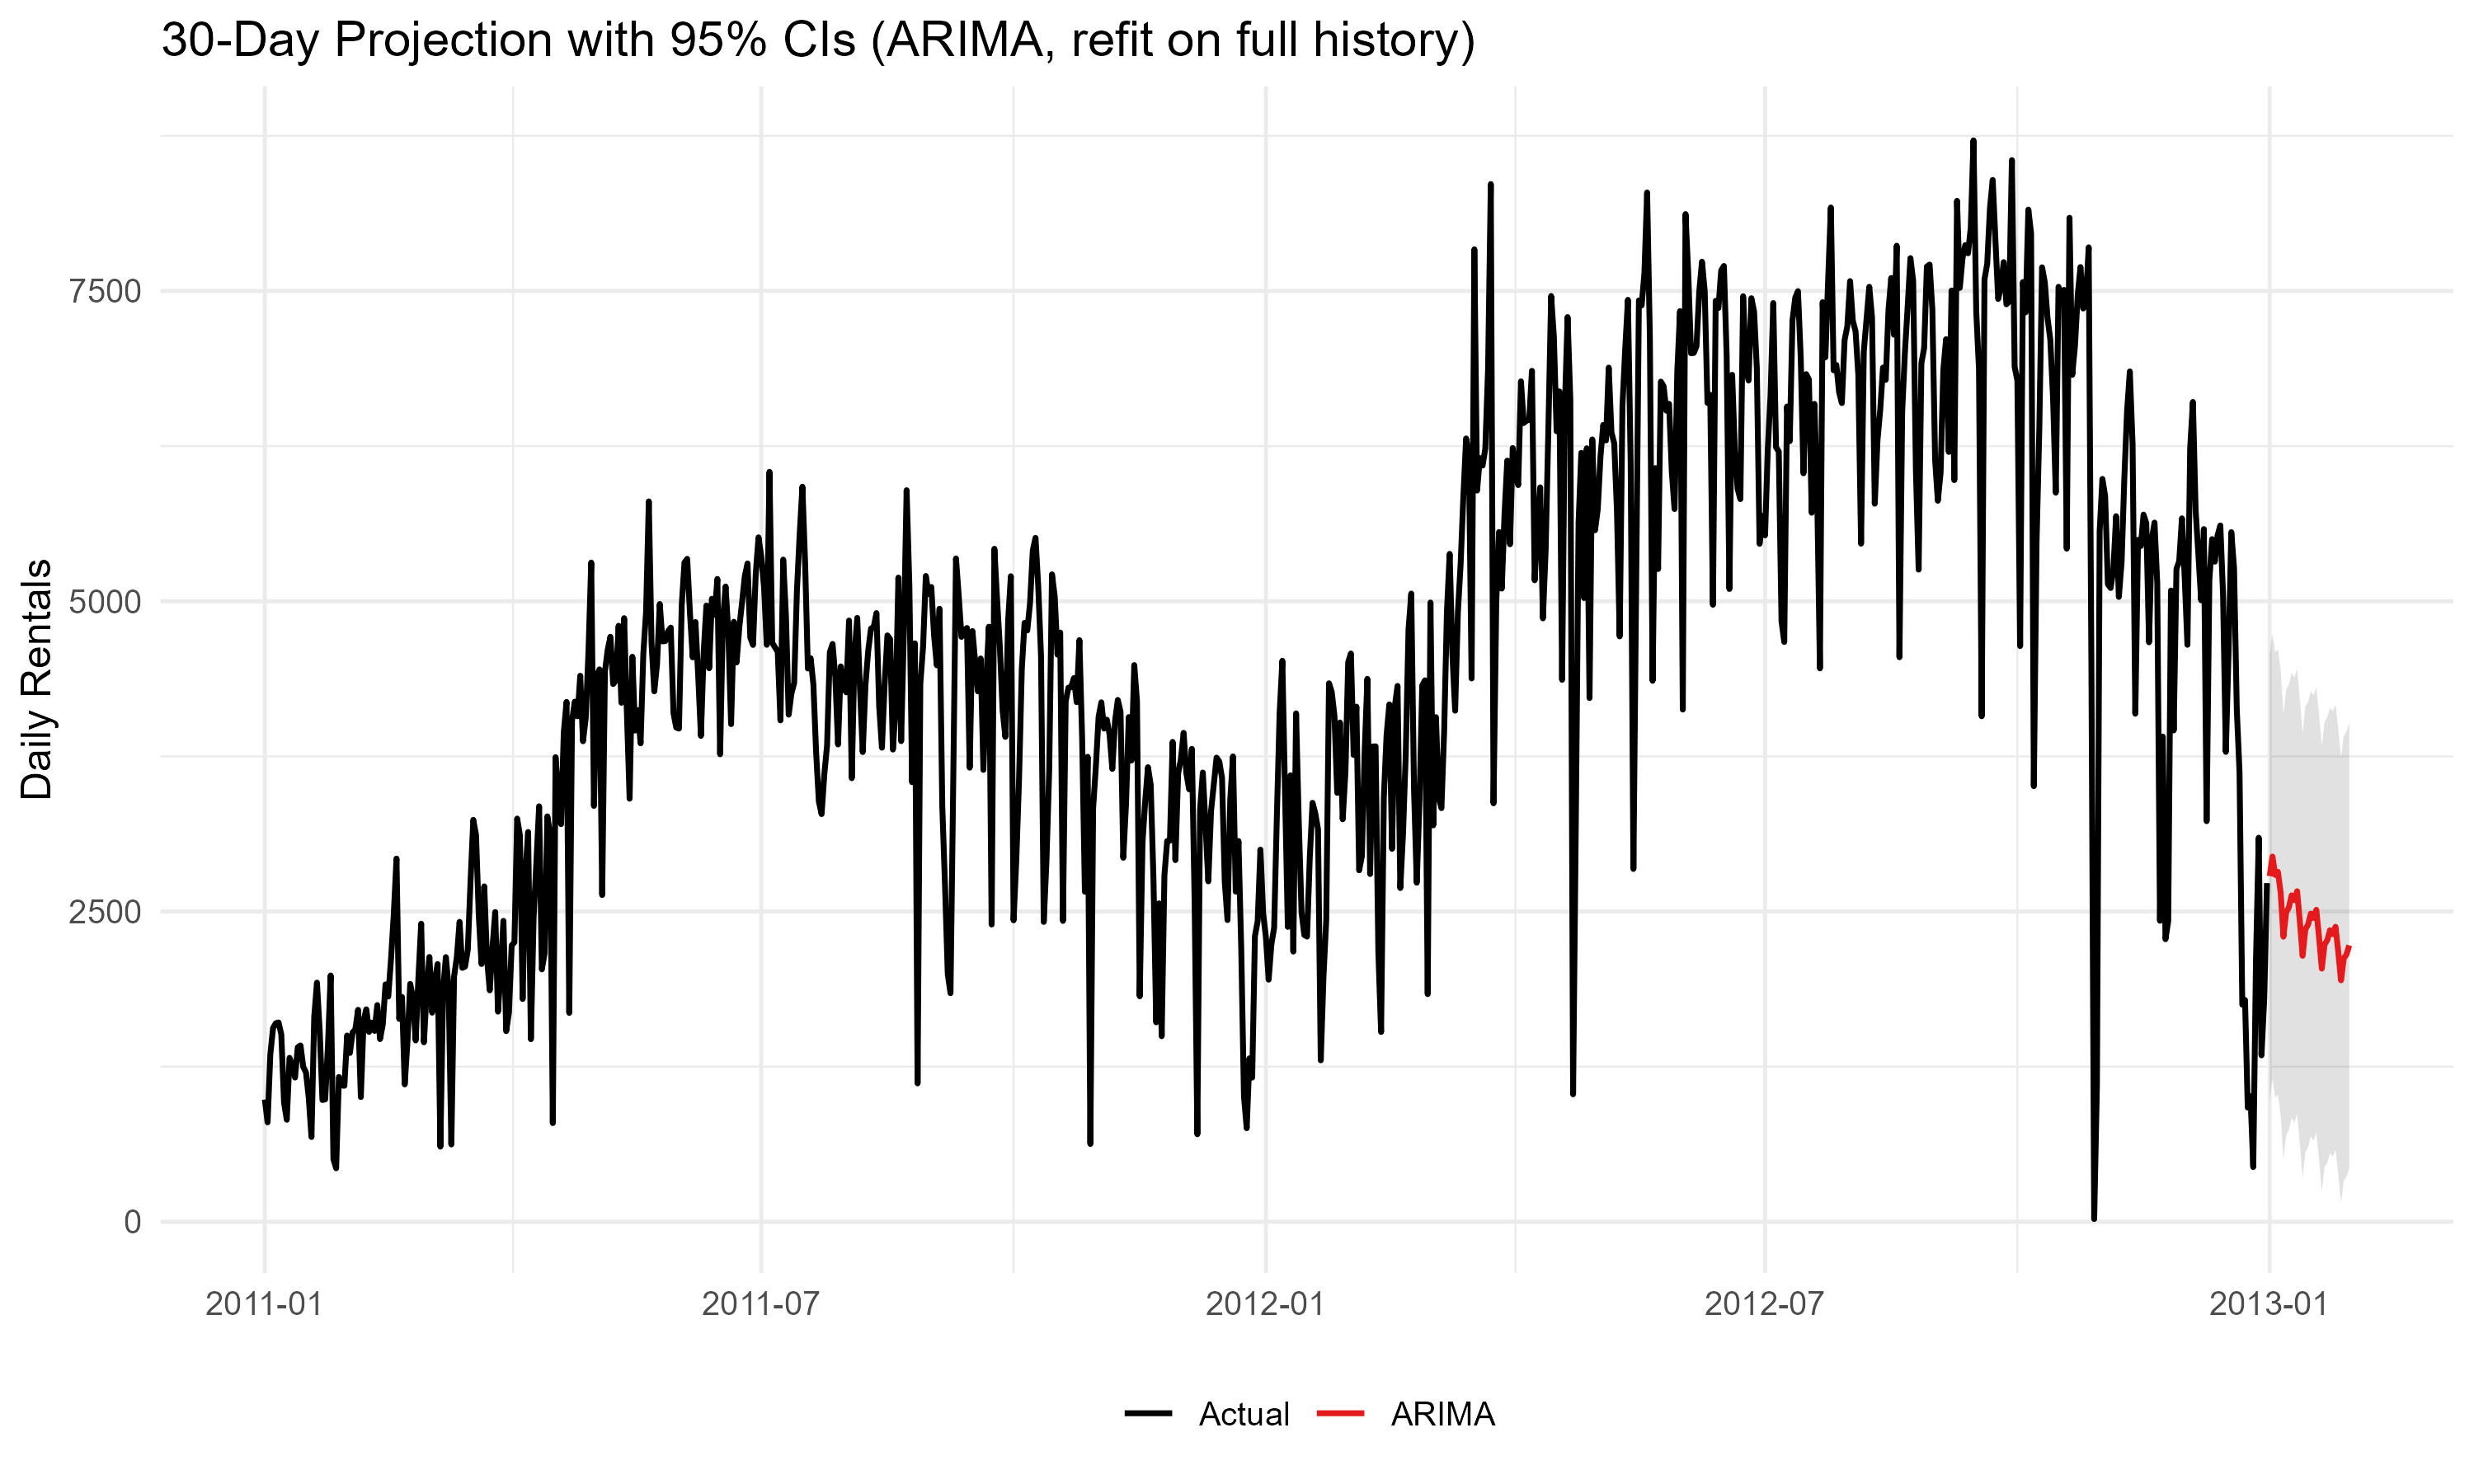 30-Day Projection with 95% CIs (ARIMA, refit on full history)
Daily Rentals
7500
5000
2500
0
2011-01 2011-07 2012-01 2012-07 2013-01
Actual ARIMA